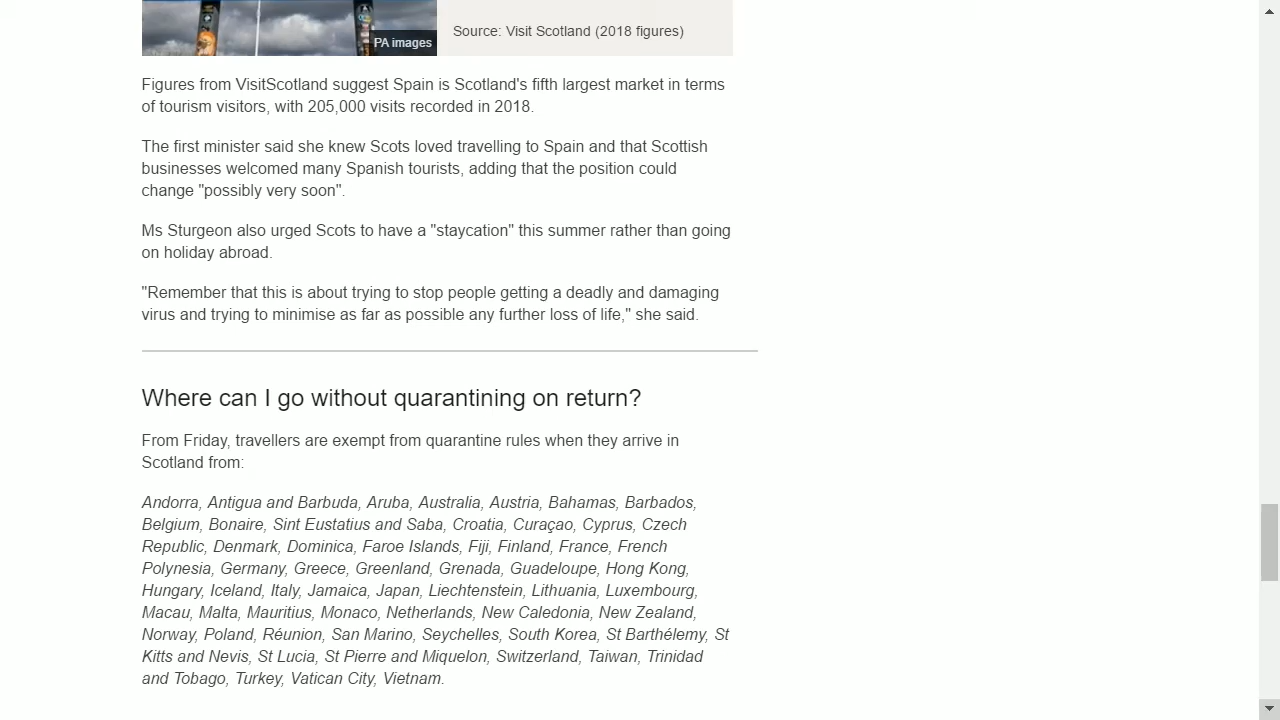 PA images
Source: Visit Scotland (2018 figures)
Figures from VisitScotland suggest Spain is Scotland's fifth largest market in terms
of tourism visitors, with 205,000 visits recorded in 2018.
The first minister said she knew Scots loved travelling to Spain and that Scottish
businesses welcomed many Spanish tourists, adding that the position could
change "possibly very soon".
Ms Sturgeon also urged Scots to have a "staycation" this summer rather than going
on holiday abroad.
"Remember that this is about trying to stop people getting a deadly and damaging
virus and trying to minimise as far as possible any further loss of life," she said.
Where can I go without quarantining on return?
From Friday, travellers are exempt from quarantine rules when they arrive in
Scotland from:
Andorra, Antigua and Barbuda, Aruba, Australia, Austria, Bahamas, Barbados,
Belgium, Bonaire, Sint Eustatius and Saba, Croatia, Curaçao, Cyprus, Czech
Republic, Denmark, Dominica, Faroe Islands, Fiji, Finland, France, French
Polynesia, Germany, Greece, Greenland, Grenada, Guadeloupe, Hong Kong,
Hungary, Iceland, Italy, Jamaica, Japan, Liechtenstein, Lithuania, Luxembourg,
Macau, Malta, Mauritius, Monaco, Netherlands, New Caledonia, New Zealand,
Norway, Poland, Réunion, San Marino, Seychelles, South Korea, St Barthélemy, St
Kitts and Nevis, St Lucia, St Pierre and Miquelon, Switzerland, Taiwan, Trinidad
and Tobago, Turkey, Vatican City, Vietnam.